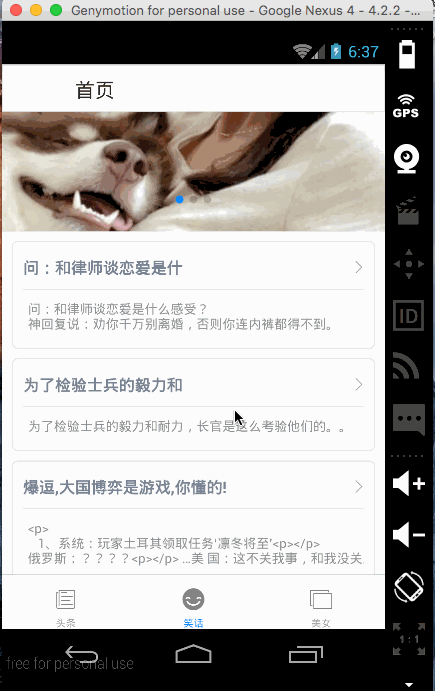 Genymotion for personal use - Google Nexus 4 - 4.2.2 -...
6:37
首页
GPS
问：和律师谈恋爱是什
问：和律师谈恋爱是什么感受？
神回复说：劝你千万别离婚，否则你连内裤都得不到。
ID
为了检验士兵的毅力和
为了检验士兵的毅力和耐力，长官是这么考验他们的。。
爆逗,大国博弈是游戏,你懂的!
<p>
1、系统：玩家土耳其领取任务‘凛冬将至’<p></p>
俄罗斯：？？？？<p></p> ...美 国：这不关我事，和我没关
头条
笑话
美女
1:1
free for personal use